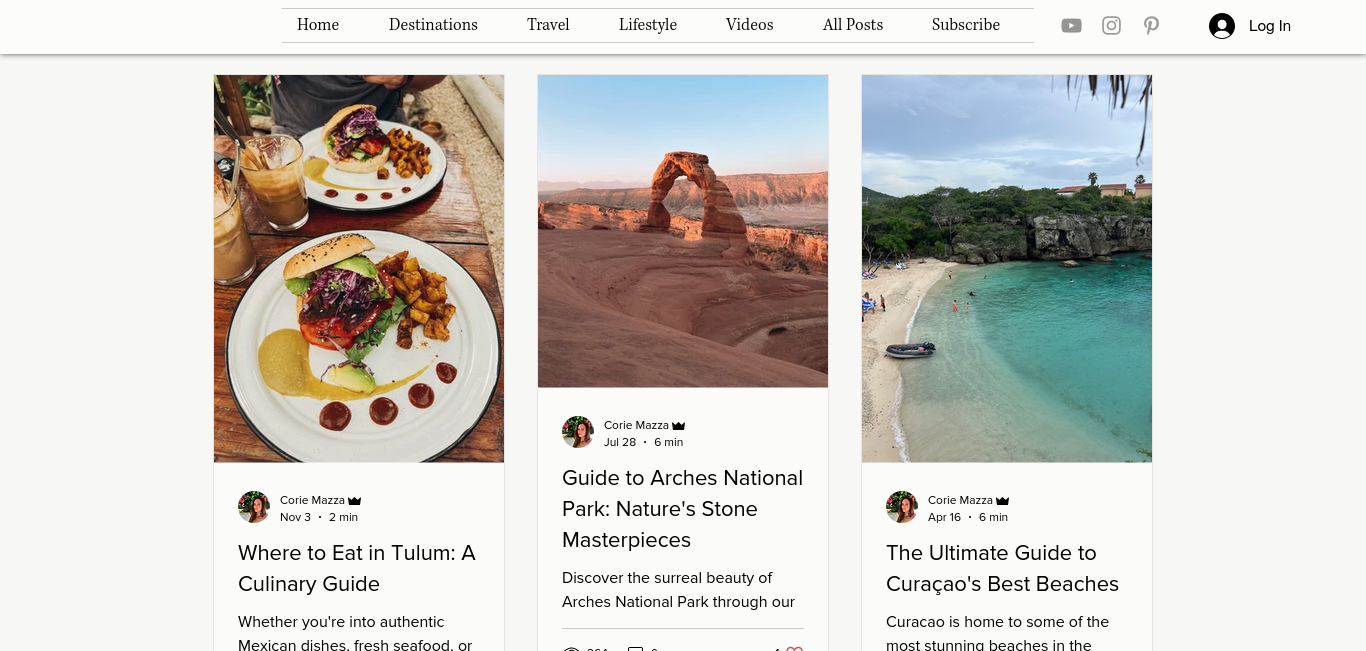 Home Destinations Travel Lifestyle Videos All Posts Subscribe Log In
Corie Mazza
Nov 3 · 2 min
Where to Eat in Tulum: A
Culinary Guide
Whether you're into authentic
Mexican dishes, fresh seafood, or
Corie Mazza
Jul 28 · 6 min
Guide to Arches National
Park: Nature's Stone
Masterpieces
Discover the surreal beauty of
Arches National Park through our
Corie Mazza
Apr 16 · 6 min
The Ultimate Guide to
Curaçao's Best Beaches
Curacao is home to some of the
most stunning beaches in the